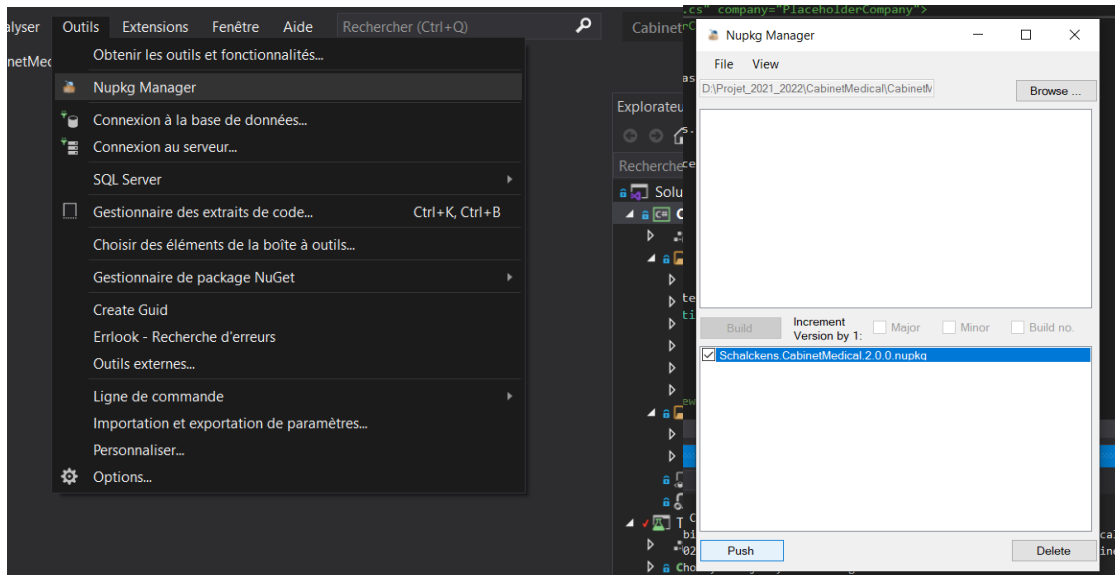 alyser Outils Extensions Fenêtre Aide Rechercher (Ctrl+Q)
netMed
Obtenir les outils et fonctionnalités...
Nupkg Manager
Connexion à la base de données...
Connexion au serveur...
SQL Server
Gestionnaire des extraits de code... Ctrl+K, Ctrl+B
Choisir des éléments de la boîte à outils...
Gestionnaire de package NuGet
Create Guid
Errlook - Recherche d'erreurs
Outils externes...
Ligne de commande
Importation et exportation de paramètres...
Personnaliser...
Options...
Cabinet
Explorateu
Recherche
Solu
.cs" company="PlaceholderCompany">
Nupkg Manager
File View
D:\Projet_2021_2022\CabinetMedical\CabinetM
Browse ...
Build
Increment
Version by 1:
Major
Minor
Build no.
Schalckens.CabinetMedical.2.0.0.nupkg
Push
Delete